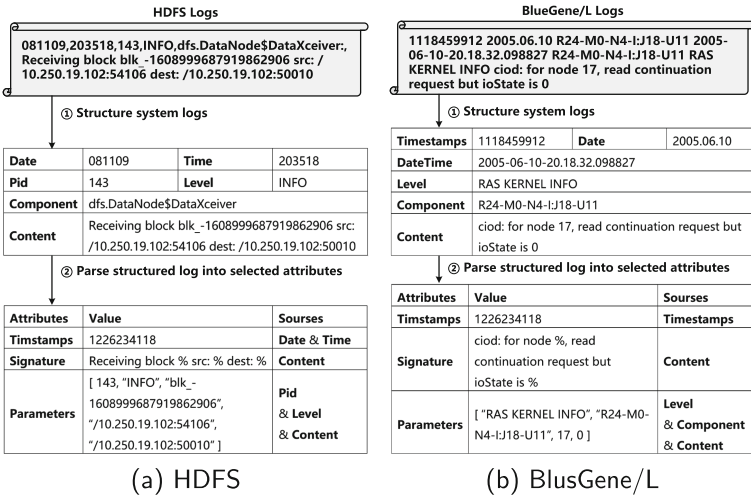 HDFS Logs
081109,203518,143,INFO,dfs.DataNode$DataXceiver:,
Receiving block blk_-1608999687919862906 src: /
10.250.19.102:54106 dest: /10.250.19.102:50010
① Structure system logs
Date 081109 Time 203518
Pid 143 Level INFO
Component dfs.DataNode$DataXceiver
Content Receiving block blk_-1608999687919862906 src:
/10.250.19.102:54106 dest: /10.250.19.102:50010
② Parse structured log into selected attributes
Attributes Value Sourses
Timstamps 1226234118 Date & Time
Signature Receiving block % src: % dest: % Content
Parameters
[ 143, "INFO", "blk_-
1608999687919862906",
"/10.250.19.102:54106",
"/10.250.19.102:50010" ]
Pid
& Level
& Content
(a) HDFS
BlueGene/L Logs
1118459912 2005.06.10 R24-M0-N4-I:J18-U11 2005-
06-10-20.18.32.098827 R24-M0-N4-I:J18-U11 RAS
KERNEL INFO ciod: for node 17, read continuation
request but ioState is 0
① Structure system logs
Timestamps 1118459912 Date 2005.06.10
DateTime 2005-06-10-20.18.32.098827
Level RAS KERNEL INFO
Component R24-M0-N4-I:J18-U11
Content ciod: for node 17, read continuation request but
ioState is 0
② Parse structured log into selected attributes
Attributes Value Sourses
Timstamps 1226234118 Timestamps
Signature
ciod: for node %, read
continuation request but
ioState is %
Content
Parameters
[ "RAS KERNEL INFO", "R24-M0-
N4-I:J18-U11", 17, 0 ]
Level
& Component
& Content
(b) BlusGene/L